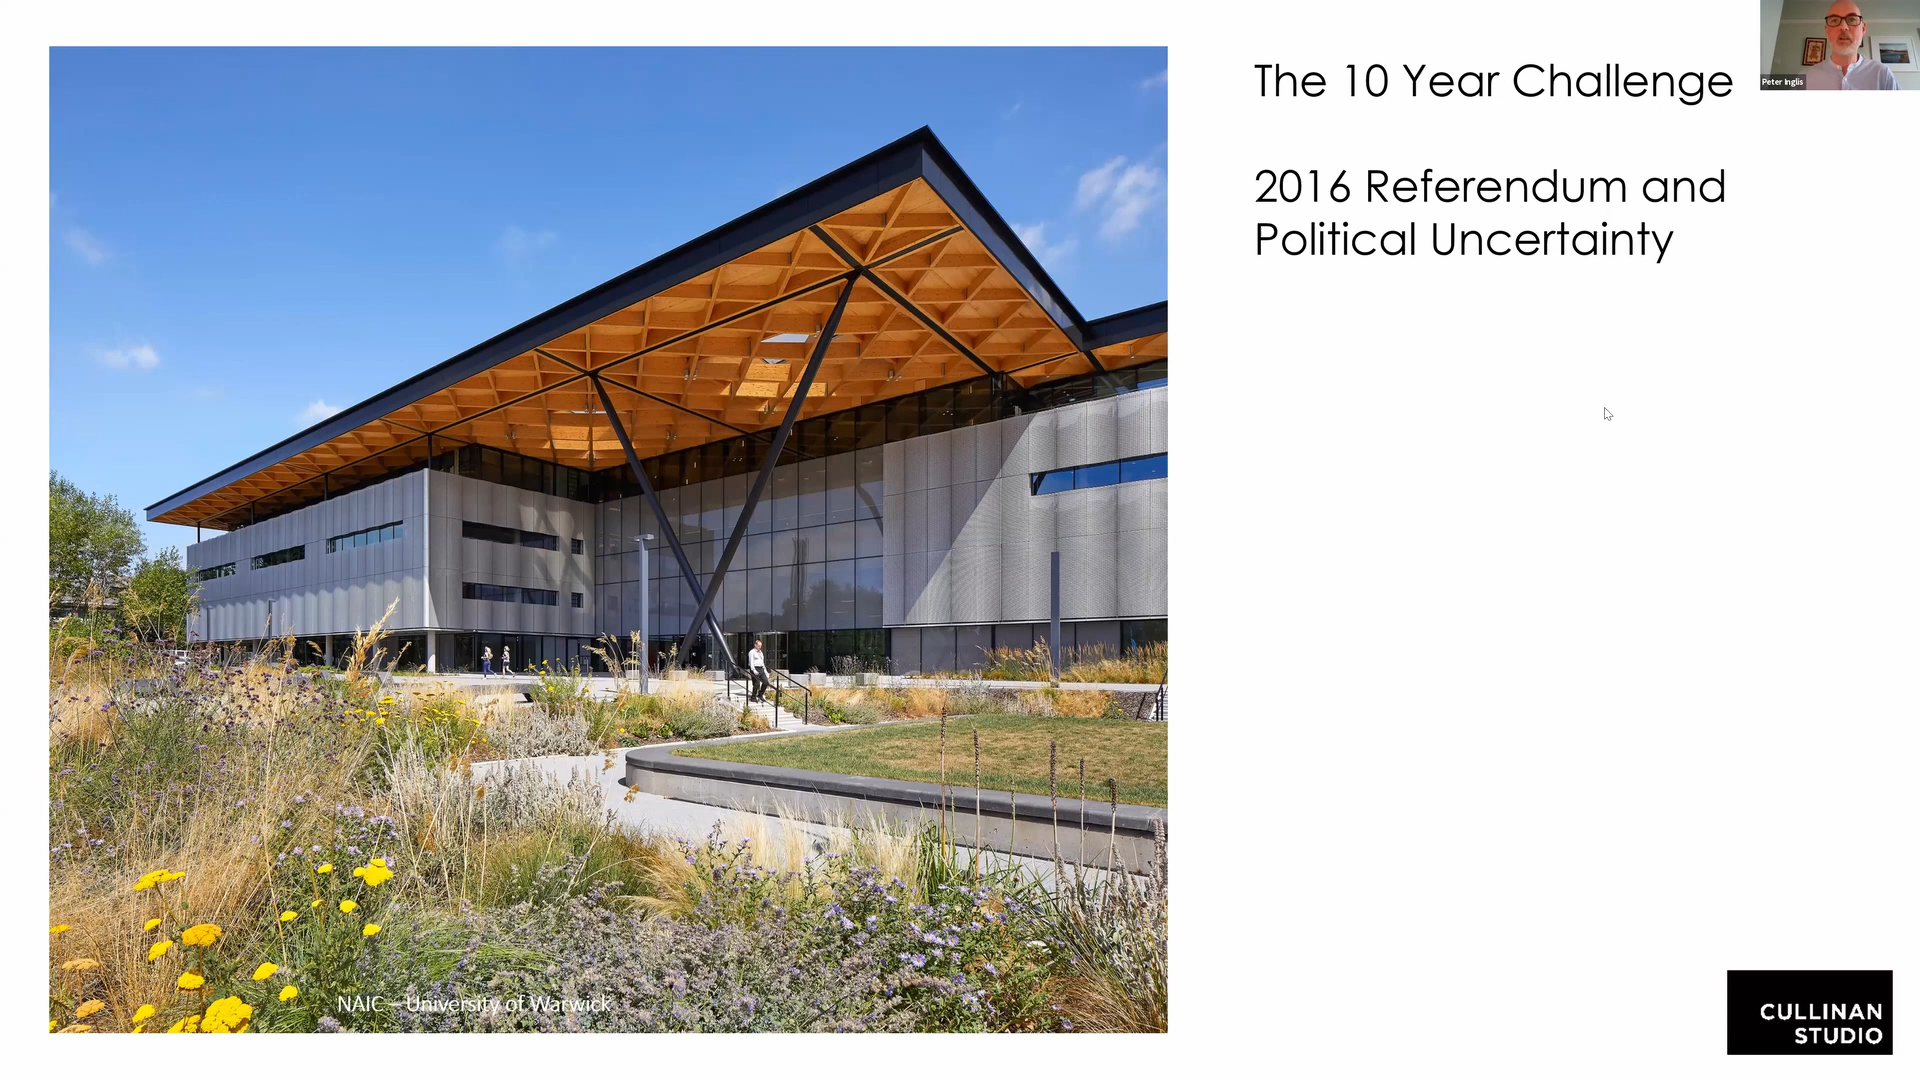 The 10 Year Challenge
Peter Inglis
2016 Referendum and
Political Uncertainty
NAIC – University of Warwick
CULLINAN
STUDIO